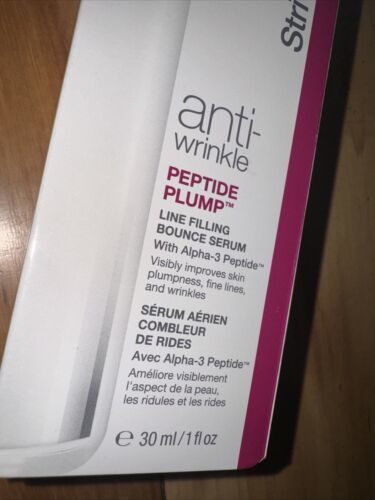 Stri
anti-
wrinkle
PEPTIDE
PLUMP™
LINE FILLING
BOUNCE SERUM
With Alpha-3 Peptide™
Visibly improves skin
plumpness, fine lines,
and wrinkles
SÉRUM AÉRIEN
COMBLEUR
DE RIDES
Avec Alpha-3 Peptide™
Améliore visiblement
l'aspect de la peau,
les ridules et les rides
℮ 30 ml/1 fl oz